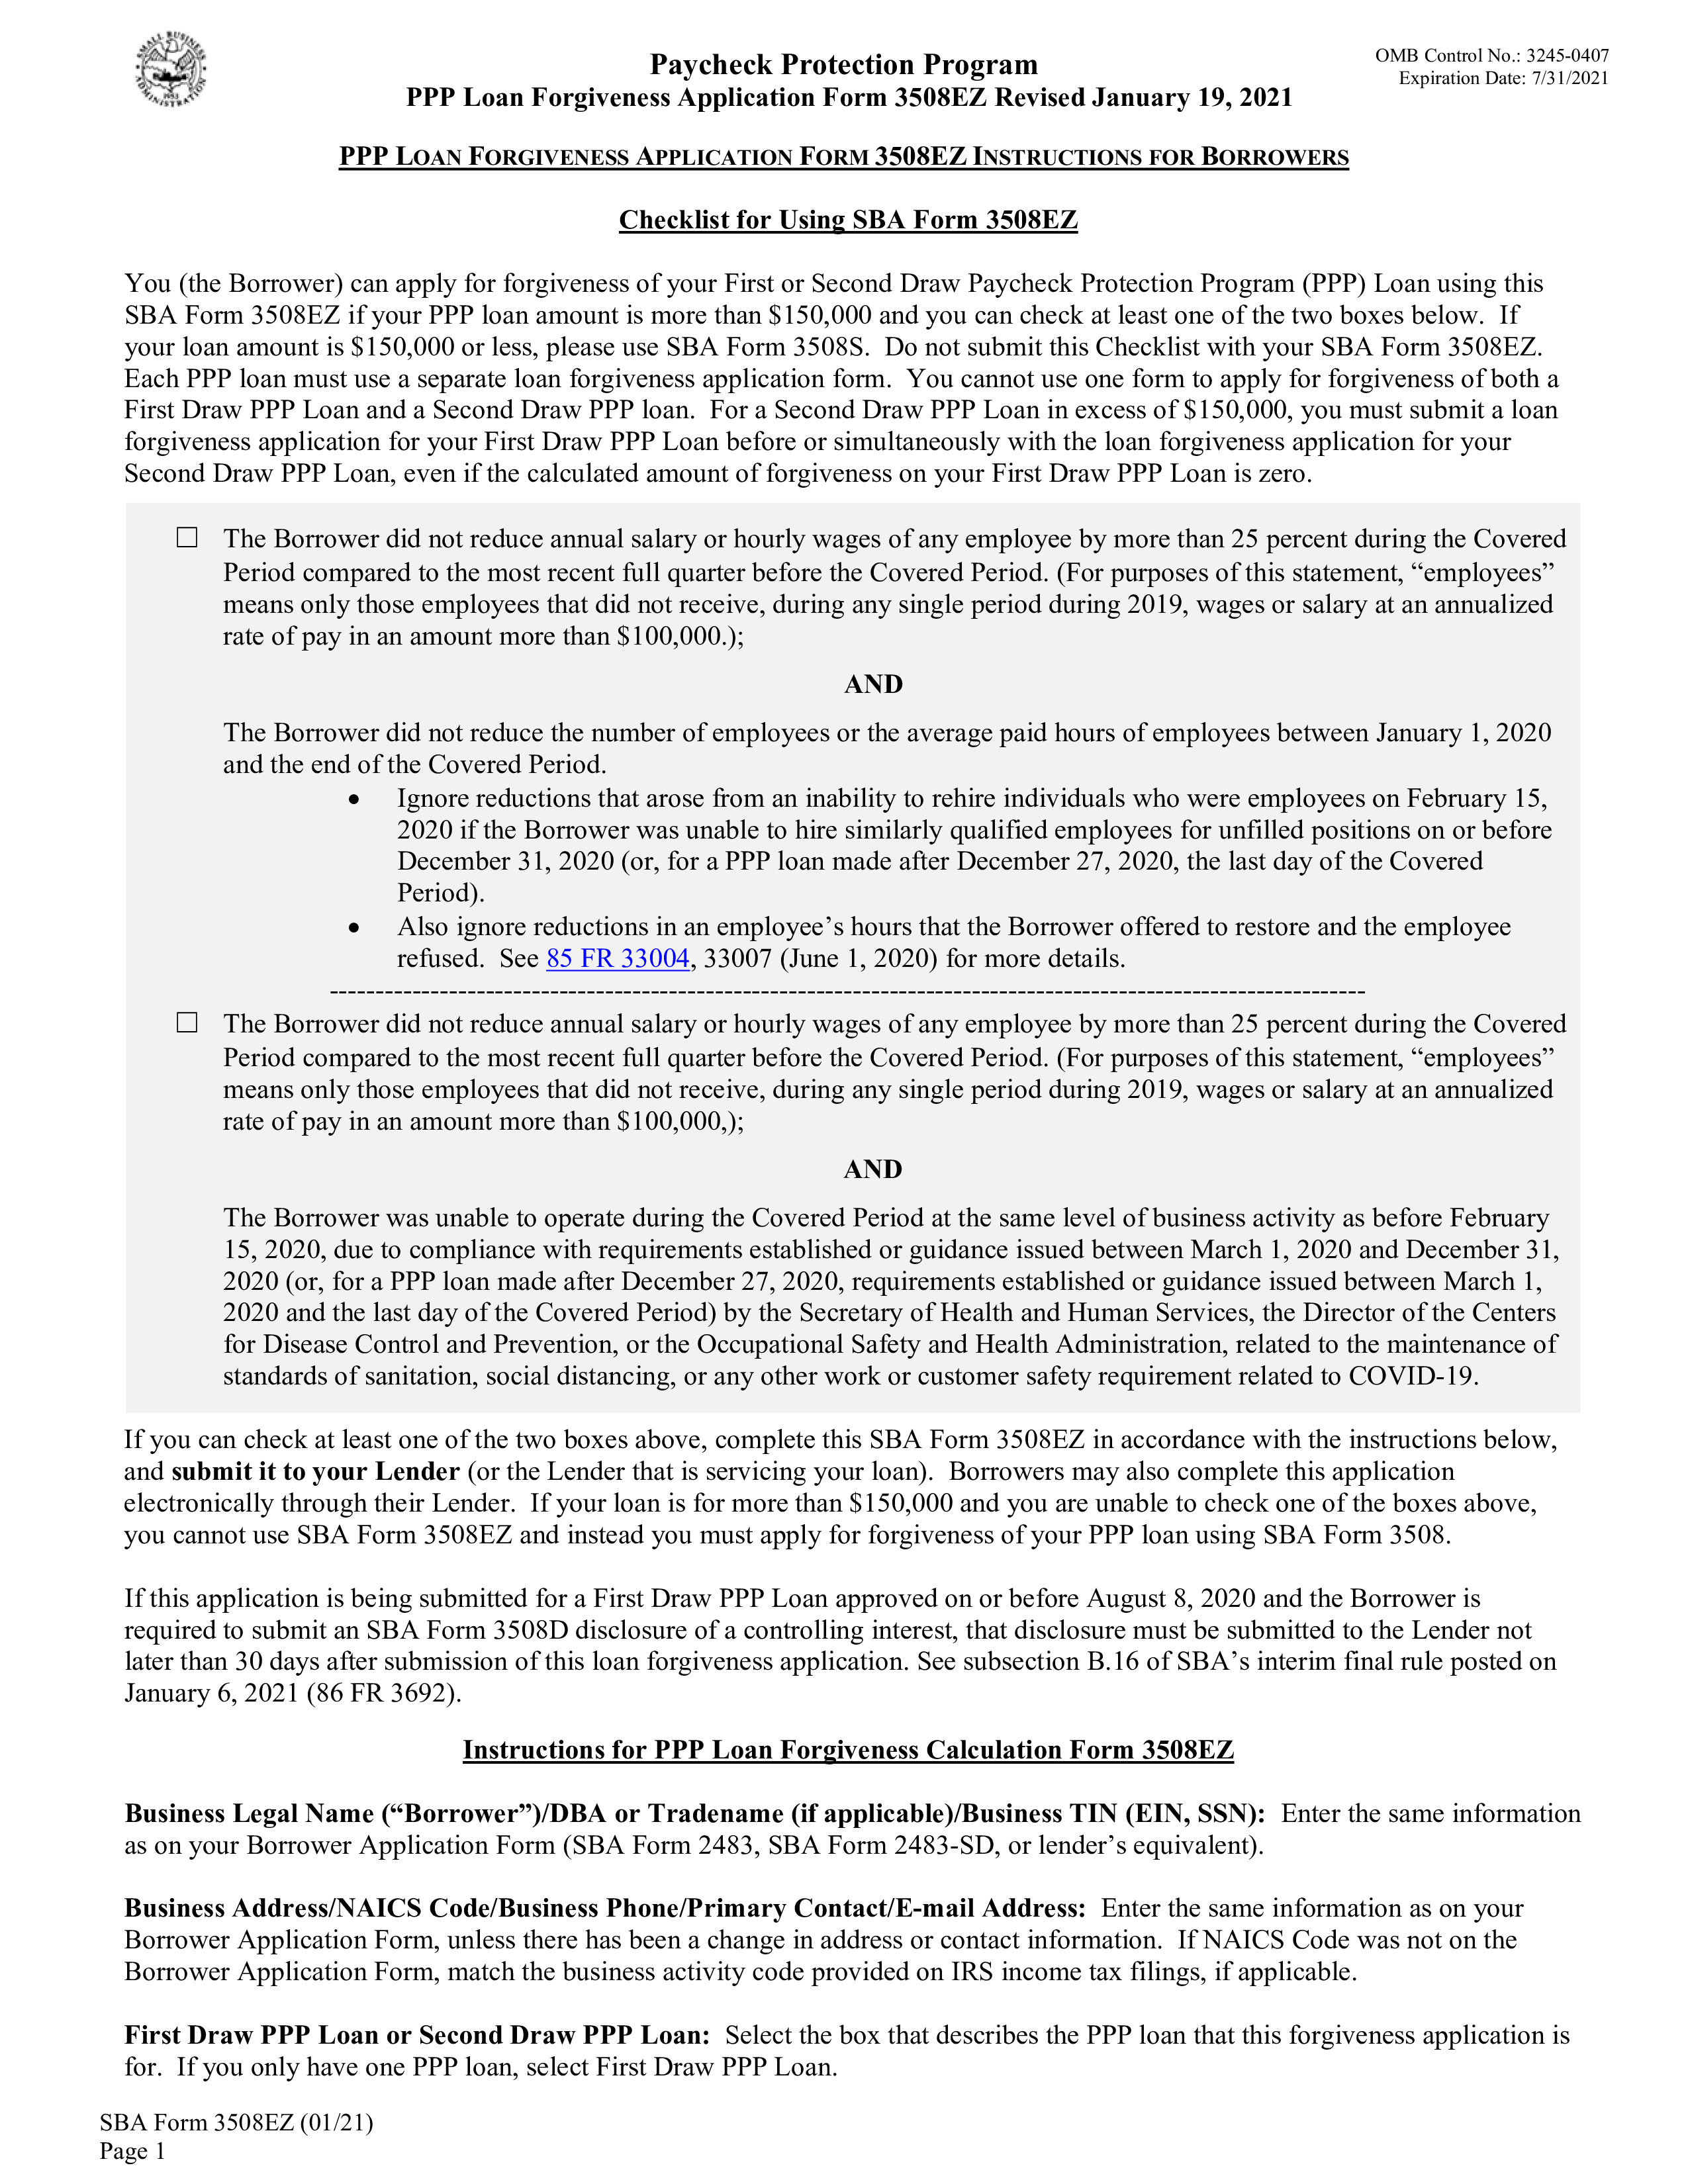 SMALL BUSINESS
ADMINISTRATION
1953
Paycheck Protection Program
PPP Loan Forgiveness Application Form 3508EZ Revised January 19, 2021
OMB Control No.: 3245-0407
Expiration Date: 7/31/2021
PPP LOAN FORGIVENESS APPLICATION FORM 3508EZ INSTRUCTIONS FOR BORROWERS
Checklist for Using SBA Form 3508EZ
You (the Borrower) can apply for forgiveness of your First or Second Draw Paycheck Protection Program (PPP) Loan using this
SBA Form 3508EZ if your PPP loan amount is more than $150,000 and you can check at least one of the two boxes below.  If
your loan amount is $150,000 or less, please use SBA Form 3508S.  Do not submit this Checklist with your SBA Form 3508EZ.
Each PPP loan must use a separate loan forgiveness application form.  You cannot use one form to apply for forgiveness of both a
First Draw PPP Loan and a Second Draw PPP loan.  For a Second Draw PPP Loan in excess of $150,000, you must submit a loan
forgiveness application for your First Draw PPP Loan before or simultaneously with the loan forgiveness application for your
Second Draw PPP Loan, even if the calculated amount of forgiveness on your First Draw PPP Loan is zero.
☐ The Borrower did not reduce annual salary or hourly wages of any employee by more than 25 percent during the Covered
Period compared to the most recent full quarter before the Covered Period. (For purposes of this statement, “employees”
means only those employees that did not receive, during any single period during 2019, wages or salary at an annualized
rate of pay in an amount more than $100,000.);
AND
The Borrower did not reduce the number of employees or the average paid hours of employees between January 1, 2020
and the end of the Covered Period.
• Ignore reductions that arose from an inability to rehire individuals who were employees on February 15,
2020 if the Borrower was unable to hire similarly qualified employees for unfilled positions on or before
December 31, 2020 (or, for a PPP loan made after December 27, 2020, the last day of the Covered
Period).
• Also ignore reductions in an employee’s hours that the Borrower offered to restore and the employee
refused.  See 85 FR 33004, 33007 (June 1, 2020) for more details.
-----------------------------------------------------------------------------------------------------------------
☐ The Borrower did not reduce annual salary or hourly wages of any employee by more than 25 percent during the Covered
Period compared to the most recent full quarter before the Covered Period. (For purposes of this statement, “employees”
means only those employees that did not receive, during any single period during 2019, wages or salary at an annualized
rate of pay in an amount more than $100,000,);
AND
The Borrower was unable to operate during the Covered Period at the same level of business activity as before February
15, 2020, due to compliance with requirements established or guidance issued between March 1, 2020 and December 31,
2020 (or, for a PPP loan made after December 27, 2020, requirements established or guidance issued between March 1,
2020 and the last day of the Covered Period) by the Secretary of Health and Human Services, the Director of the Centers
for Disease Control and Prevention, or the Occupational Safety and Health Administration, related to the maintenance of
standards of sanitation, social distancing, or any other work or customer safety requirement related to COVID-19.
If you can check at least one of the two boxes above, complete this SBA Form 3508EZ in accordance with the instructions below,
and submit it to your Lender (or the Lender that is servicing your loan).  Borrowers may also complete this application
electronically through their Lender.  If your loan is for more than $150,000 and you are unable to check one of the boxes above,
you cannot use SBA Form 3508EZ and instead you must apply for forgiveness of your PPP loan using SBA Form 3508.
If this application is being submitted for a First Draw PPP Loan approved on or before August 8, 2020 and the Borrower is
required to submit an SBA Form 3508D disclosure of a controlling interest, that disclosure must be submitted to the Lender not
later than 30 days after submission of this loan forgiveness application. See subsection B.16 of SBA’s interim final rule posted on
January 6, 2021 (86 FR 3692).
Instructions for PPP Loan Forgiveness Calculation Form 3508EZ
Business Legal Name (“Borrower”)/DBA or Tradename (if applicable)/Business TIN (EIN, SSN):  Enter the same information
as on your Borrower Application Form (SBA Form 2483, SBA Form 2483-SD, or lender’s equivalent).
Business Address/NAICS Code/Business Phone/Primary Contact/E-mail Address:  Enter the same information as on your
Borrower Application Form, unless there has been a change in address or contact information.  If NAICS Code was not on the
Borrower Application Form, match the business activity code provided on IRS income tax filings, if applicable.
First Draw PPP Loan or Second Draw PPP Loan:  Select the box that describes the PPP loan that this forgiveness application is
for.  If you only have one PPP loan, select First Draw PPP Loan.
SBA Form 3508EZ (01/21)
Page 1